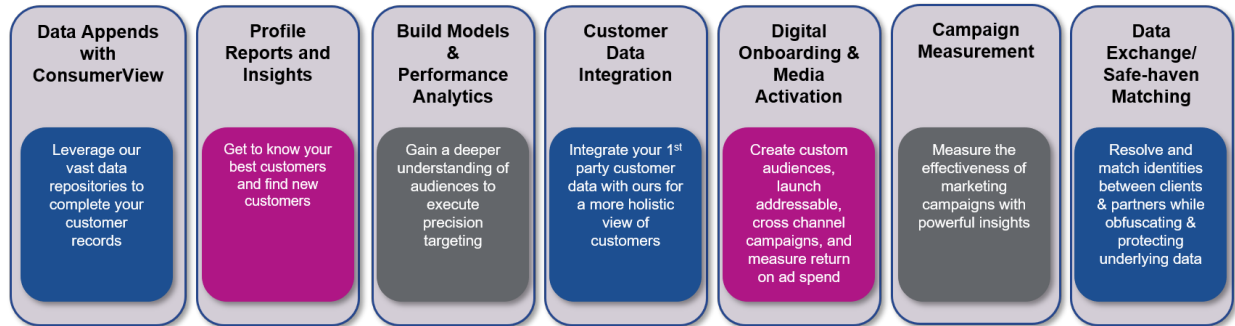 Data Appends
with
ConsumerView
Leverage our
vast data
repositories to
complete your
customer
records
Profile
Reports and
Insights
Get to know your
best customers
and find new
customers
Build Models
&
Performance
Analytics
Gain a deeper
understanding of
audiences to
execute
precision
targeting
Customer
Data
Integration
Integrate your 1st
party customer
data with ours for
a more holistic
view of
customers
Digital
Onboarding &
Media
Activation
Create custom
audiences,
launch
addressable,
cross channel
campaigns, and
measure return
on ad spend
Campaign
Measurement
Measure the
effectiveness of
marketing
campaigns with
powerful insights
Data
Exchange/
Safe-haven
Matching
Resolve and
match identities
between clients
& partners while
obfuscating &
protecting
underlying data